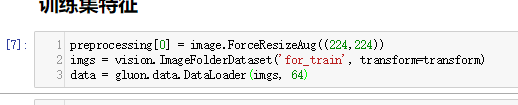 训练集特征
[7]:
1 preprocessing[0] = image.ForceResizeAug((224,224))
2 imgs = vision.ImageFolderDataset('for_train', transform=transform)
3 data = gluon.data.DataLoader(imgs, 64)